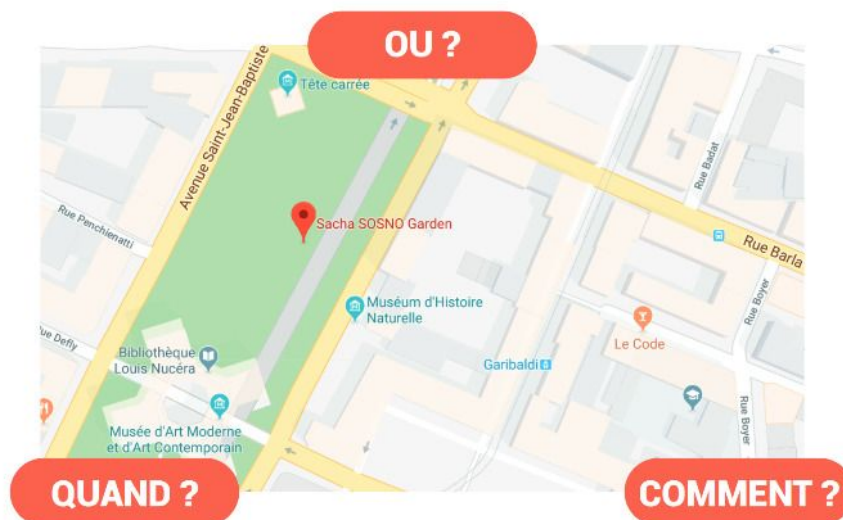 OU ?
Tête carrée
Avenue Saint-Jean-Baptiste
Rue Badat
Rue Penchienatti
Sacha SOSNO Garden
Rue Barla
Muséum d'Histoire
Naturelle
Rue Boyer
Le Code
ue Defly
Bibliothèque
Louis Nucéra
Garibaldi
Rue Boyer
Musée d'Art Moderne
et d'Art Contemporain
QUAND ?
COMMENT ?